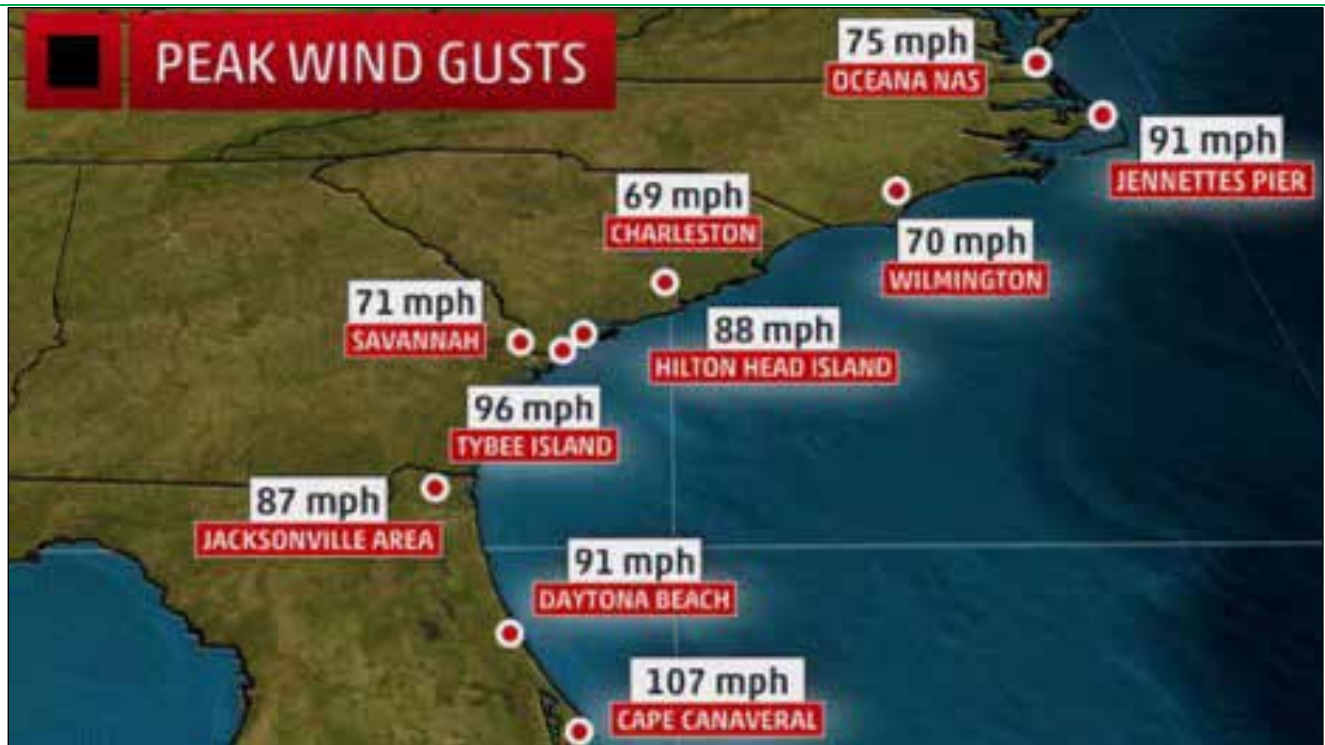 PEAK WIND GUSTS
75 mph
OCEANA NAS
91 mph
JENNETTES PIER
69 mph
CHARLESTON
70 mph
WILMINGTON
71 mph
SAVANNAH
88 mph
HILTON HEAD ISLAND
96 mph
TYBEE ISLAND
87 mph
JACKSONVILLE AREA
91 mph
DAYTONA BEACH
107 mph
CAPE CANAVERAL